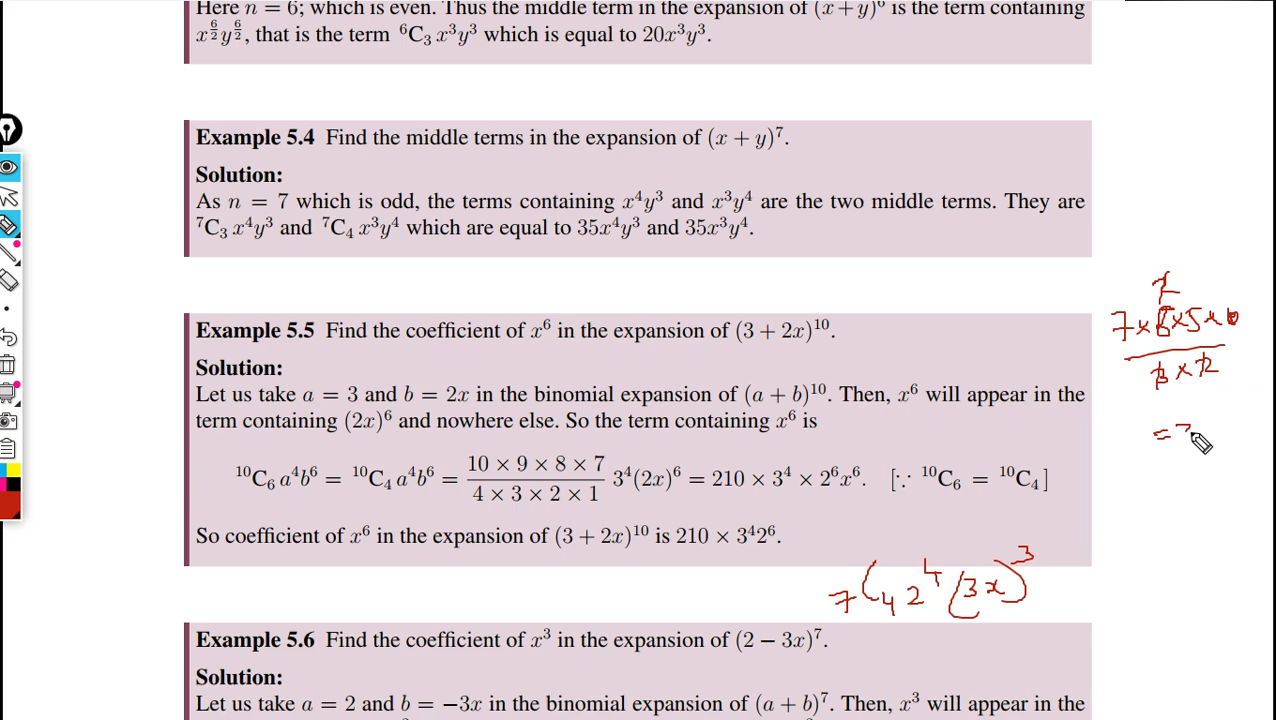 Here n = 6; which is even. Thus the middle term in the expansion of (x + y)⁶ is the term containing
x^{6/2}y^{6/2}, that is the term ⁶C₃ x³y³ which is equal to 20x³y³.
Example 5.4 Find the middle terms in the expansion of (x + y)⁷.
Solution:
As n = 7 which is odd, the terms containing x⁴y³ and x³y⁴ are the two middle terms. They are
⁷C₃ x⁴y³ and ⁷C₄ x³y⁴ which are equal to 35x⁴y³ and 35x³y⁴.
Example 5.5 Find the coefficient of x⁶ in the expansion of (3 + 2x)¹⁰.
Solution:
Let us take a = 3 and b = 2x in the binomial expansion of (a + b)¹⁰. Then, x⁶ will appear in the
term containing (2x)⁶ and nowhere else. So the term containing x⁶ is
¹⁰C₆ a⁴b⁶ = ¹⁰C₄ a⁴b⁶ = (10 × 9 × 8 × 7)/(4 × 3 × 2 × 1) 3⁴(2x)⁶ = 210 × 3⁴ × 2⁶x⁶. [∵ ¹⁰C₆ = ¹⁰C₄]
So coefficient of x⁶ in the expansion of (3 + 2x)¹⁰ is 210 × 3⁴2⁶.
7C4 2⁴ (3x)³
Example 5.6 Find the coefficient of x³ in the expansion of (2 − 3x)⁷.
Solution:
Let us take a = 2 and b = −3x in the binomial expansion of (a + b)⁷. Then, x³ will appear in the
7×6×5×
3×2
=